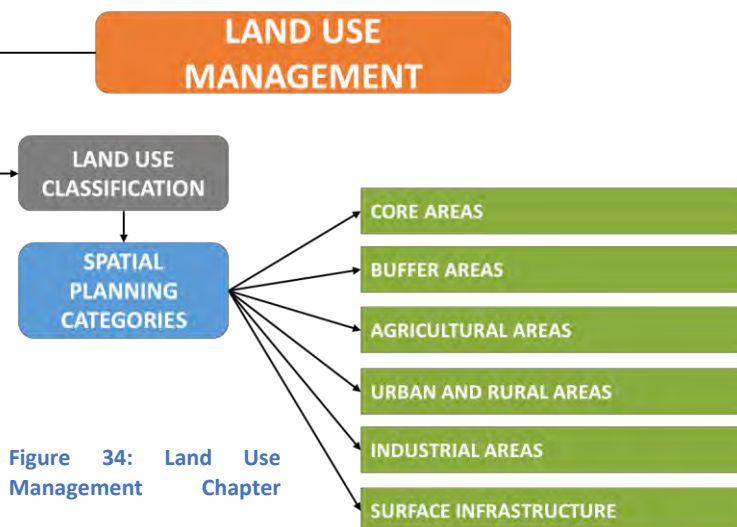 LAND USE
MANAGEMENT
LAND USE
CLASSIFICATION
SPATIAL
PLANNING
CATEGORIES
CORE AREAS
BUFFER AREAS
AGRICULTURAL AREAS
URBAN AND RURAL AREAS
INDUSTRIAL AREAS
SURFACE INFRASTRUCTURE
Figure 34: Land Use
Management Chapter